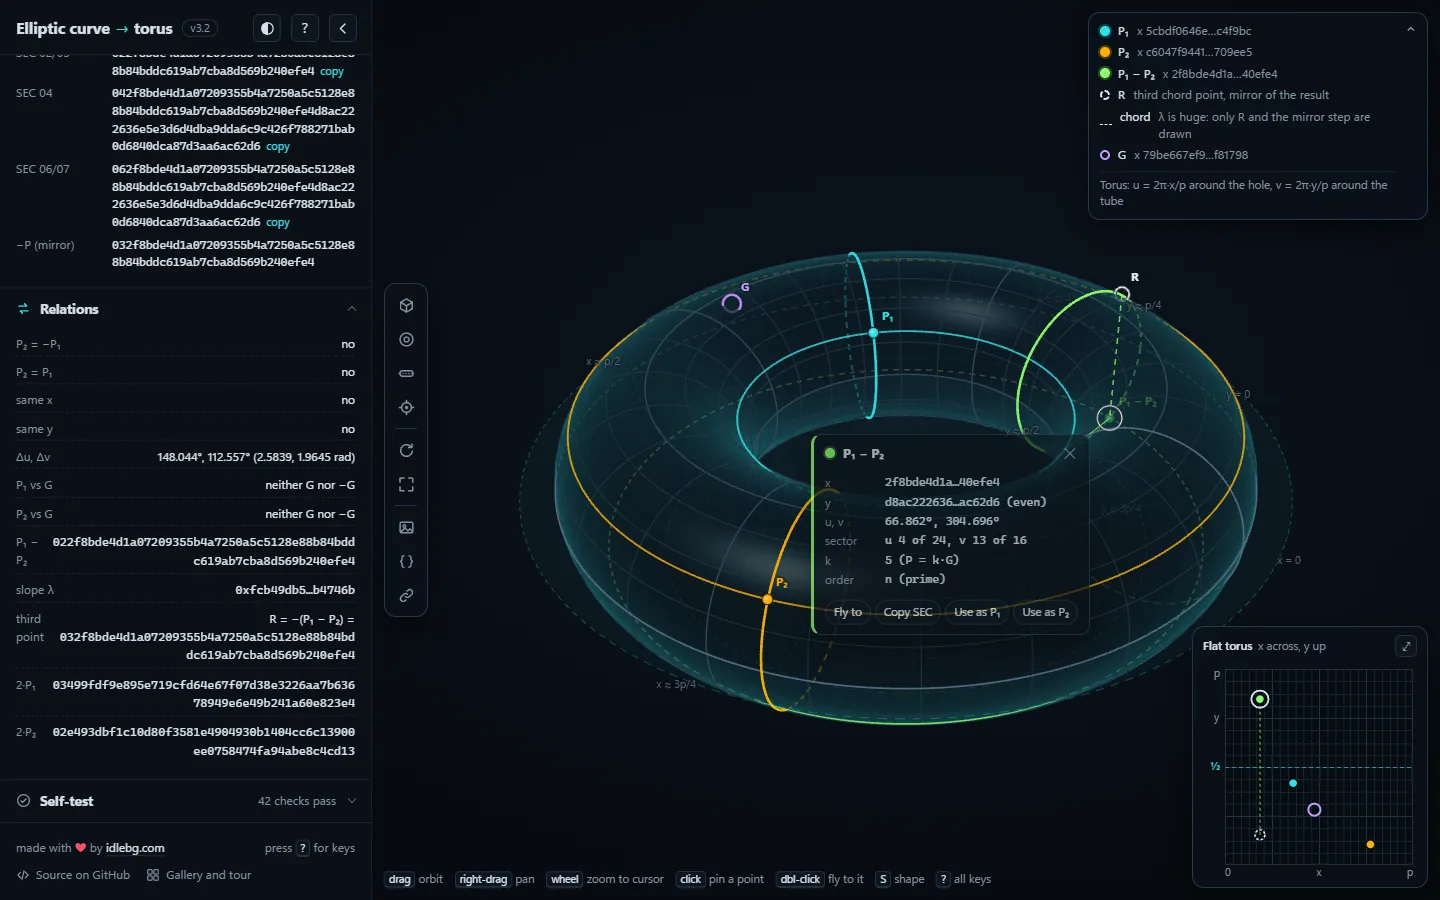 Elliptic curve → torus v3.2
?
8b84bddc619ab7cba8d569b240efe4 copy
SEC 04
042f8bde4d1a07209355b4a7250a5c5128e8
8b84bddc619ab7cba8d569b240efe4d8ac22
2636e5e3d6d4dba9dda6c9c426f788271bab
0d6840dca87d3aa6ac62d6 copy
SEC 06/07
062f8bde4d1a07209355b4a7250a5c5128e8
8b84bddc619ab7cba8d569b240efe4d8ac22
2636e5e3d6d4dba9dda6c9c426f788271bab
0d6840dca87d3aa6ac62d6 copy
−P (mirror)
032f8bde4d1a07209355b4a7250a5c5128e8
8b84bddc619ab7cba8d569b240efe4
Relations
P₂ = −P₁ no
P₂ = P₁ no
same x no
same y no
Δu, Δv 148.044°, 112.557° (2.5839, 1.9645 rad)
P₁ vs G neither G nor −G
P₂ vs G neither G nor −G
P₁ − P₂
022f8bde4d1a07209355b4a7250a5c5128e88b84bdd
c619ab7cba8d569b240efe4
slope λ 0xfcb49db5…b4746b
third point
R = −(P₁ − P₂) =
032f8bde4d1a07209355b4a7250a5c5128e88b84bd
dc619ab7cba8d569b240efe4
2·P₁ 03499fdf9e895e719cfd64e67f07d38e3226aa7b636
78949e6e49b241a60e823e4
2·P₂ 02e493dbf1c10d80f3581e4904930b1404cc6c13900
ee0758474fa94abe8c4cd13
Self-test 42 checks pass
made with ❤ by idlebg.com press ? for keys
Source on GitHub Gallery and tour
P₁ x 5cbdf0646e…c4f9bc
P₂ x c6047f9441…709ee5
P₁ − P₂ x 2f8bde4d1a…40efe4
R third chord point, mirror of the result
chord λ is huge: only R and the mirror step are
drawn
G x 79be667ef9…f81798
Torus: u = 2π·x/p around the hole, v = 2π·y/p around the
tube
R
G
y ≈ p/4
P₁
x ≈ p/2
y = 0
P₁ − P₂
y ≈ p/2
P₁ − P₂
x 2f8bde4d1a…40efe4
y d8ac222636…ac62d6 (even)
u, v 66.862°, 304.696°
sector u 4 of 24, v 13 of 16
k 5 (P = k·G)
order n (prime)
Fly to Copy SEC Use as P₁ Use as P₂
y ≈ 3p/4
x = 0
P₂
x ≈ 3p/4
Flat torus x across, y up
p
y
½
0 x p
drag orbit right-drag pan wheel zoom to cursor click pin a point dbl-click fly to it S shape ? all keys